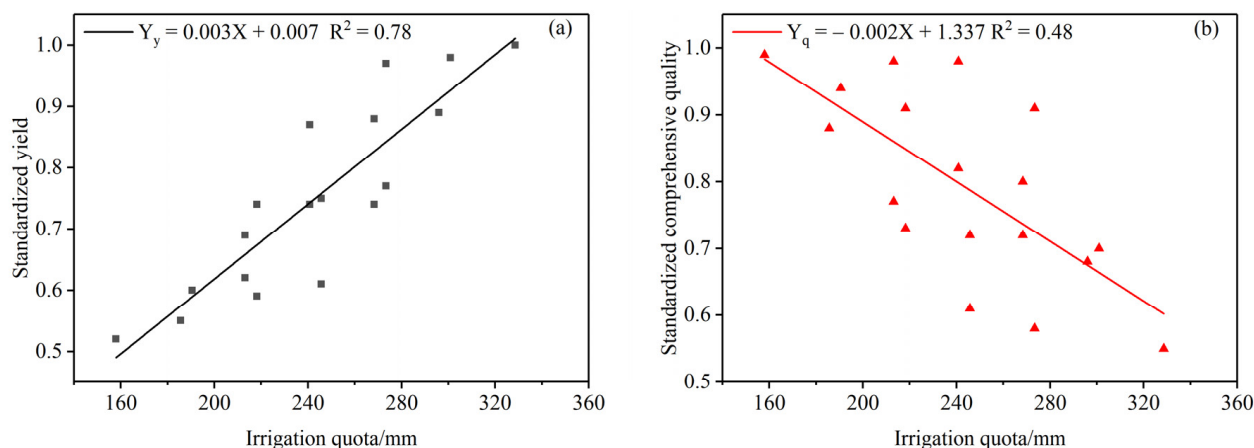 Y_y = 0.003X + 0.007 R² = 0.78
(a)
Standardized yield
1.0
0.9
0.8
0.7
0.6
0.5
160 200 240 280 320 360
Irrigation quota/mm
Y_q = – 0.002X + 1.337 R² = 0.48
(b)
Standardized comprehensive quality
1.0
0.9
0.8
0.7
0.6
0.5
160 200 240 280 320 360
Irrigation quota/mm